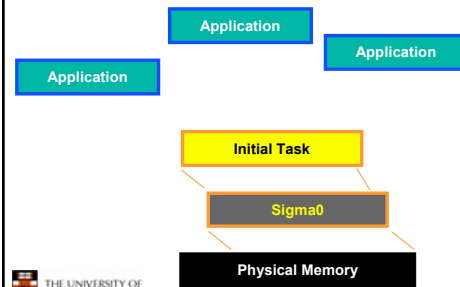 Application
Application
Application
Initial Task
Sigma0
Physical Memory
THE UNIVERSITY OF